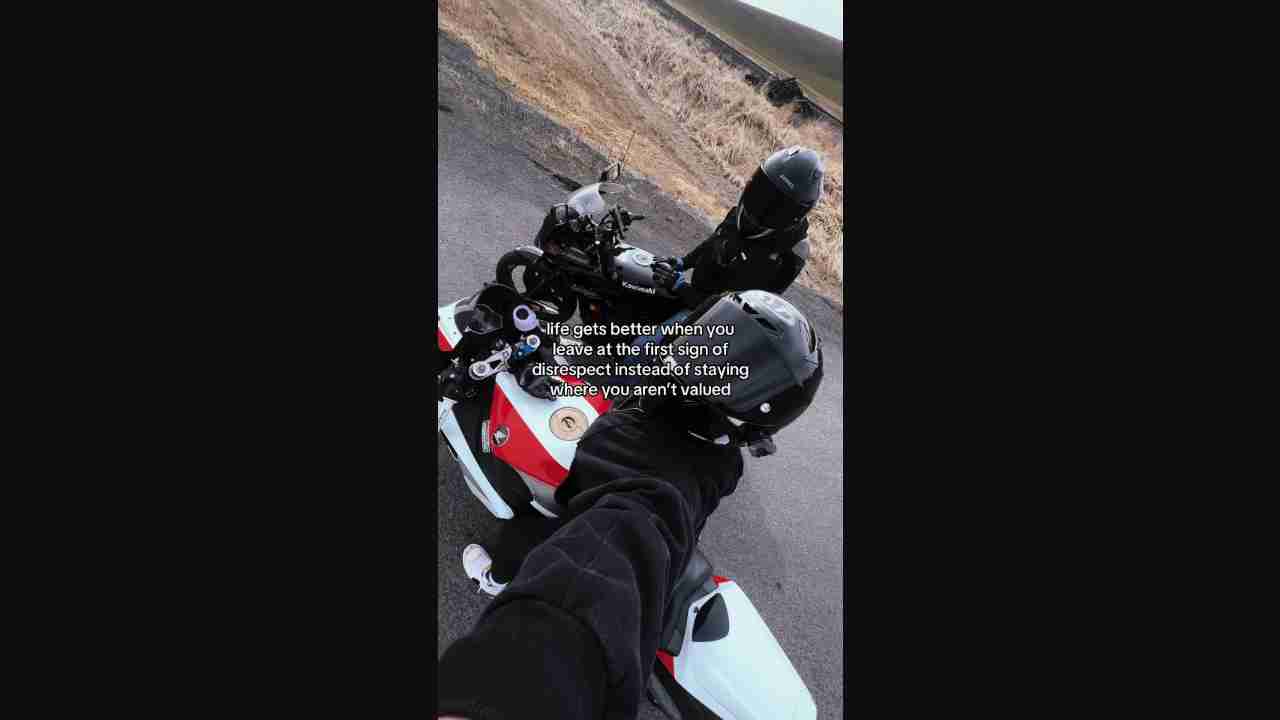 Kawasaki
life gets better when you
leave at the first sign of
disrespect instead of staying
where you aren't valued